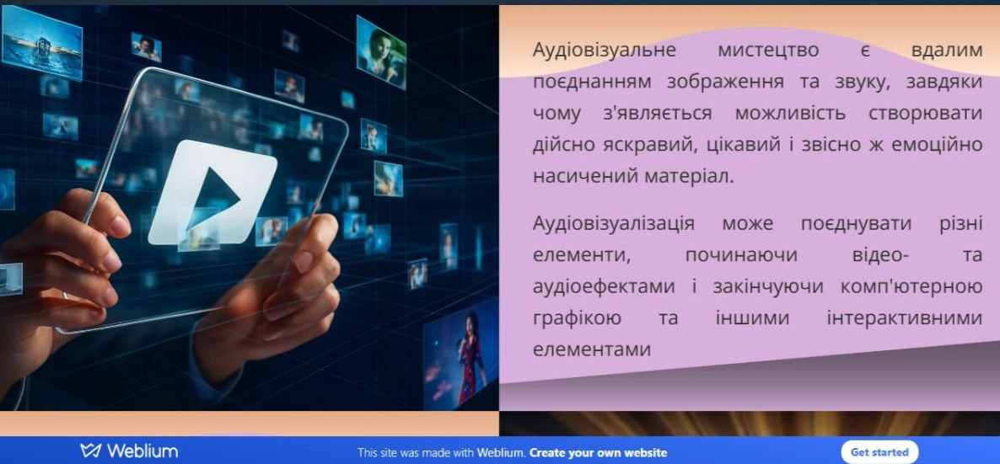 Аудіовізуальне мистецтво є вдалим
поєднанням зображення та звуку, завдяки
чому з'являється можливість створювати
дійсно яскравий, цікавий і звісно ж емоційно
насичений матеріал.
Аудіовізуалізація може поєднувати різні
елементи, починаючи відео- та
аудіоефектами і закінчуючи комп'ютерною
графікою та іншими інтерактивними
елементами
Weblium
This site was made with Weblium. Create your own website
Get started